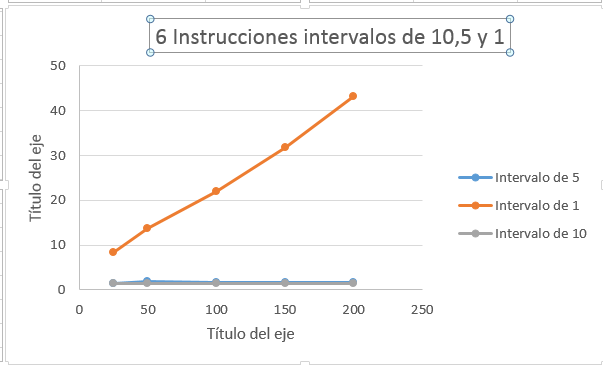 6 Instrucciones intervalos de 10,5 y 1
50
40
30
20
10
0
Título del eje
0 50 100 150 200 250
Título del eje
Intervalo de 5
Intervalo de 1
Intervalo de 10